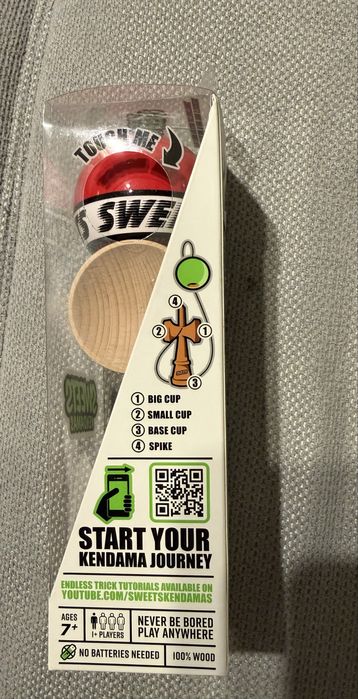 TOUCH ME
S SWEE
4
2
1
3
1 BIG CUP
2 SMALL CUP
3 BASE CUP
4 SPIKE
START YOUR
KENDAMA JOURNEY
ENDLESS TRICK TUTORIALS AVAILABLE ON
YOUTUBE.COM/SWEETSKENDAMAS
AGES
7+
1+ PLAYERS
NEVER BE BORED
PLAY ANYWHERE
NO BATTERIES NEEDED
100% WOOD